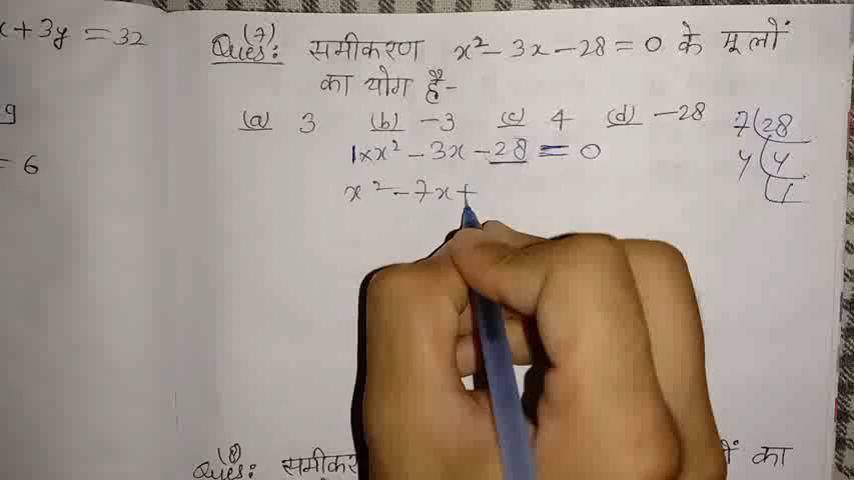 x + 3y = 32
9
= 6
(7)
Ques: समीकरण x² - 3x - 28 = 0 के मूलों
का योग है-
(a) 3 (b) -3 (c) 4 (d) -28
1×x² - 3x - 28 = 0
x² - 7x +
7 28
4 4
1
(8)
Ques: समीकर
का